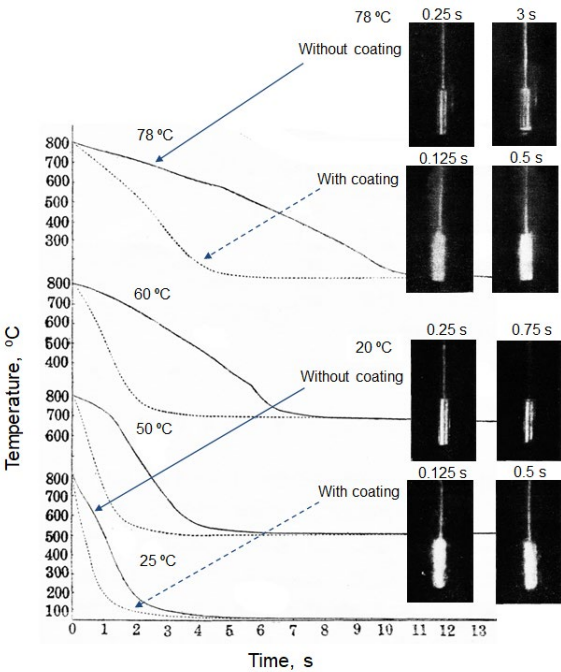 78 ºC
0.25 s
3 s
Without coating
78 ºC
0.125 s
0.5 s
With coating
800
700
600
500
400
300
800
700
600
500
400
60 ºC
0.25 s
0.75 s
20 ºC
Without coating
800
700
600
50 ºC
With coating
0.125 s
0.5 s
800
700
600
500
400
300
200
100
25 ºC
0 1 2 3 4 5 6 7 8 9 10 11 12 13
Temperature, ºC
Time, s